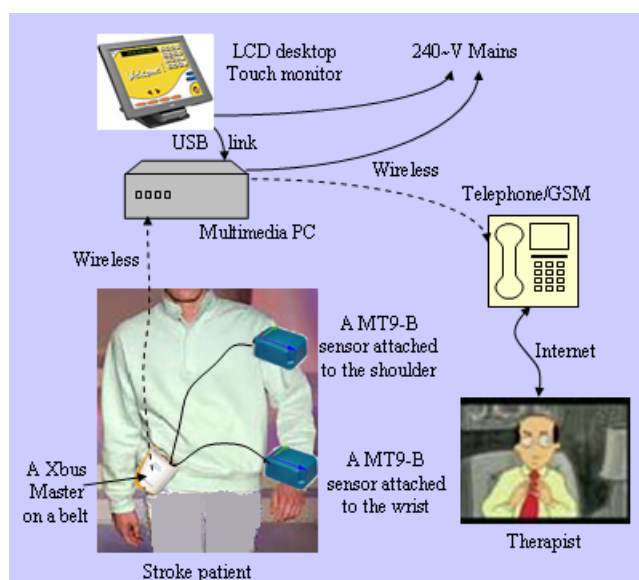 LCD desktop
Touch monitor
240~V Mains
USB link
Wireless
Telephone/GSM
Multimedia PC
Wireless
A MT9-B
sensor attached
to the shoulder
Internet
A Xbus
Master
on a belt
A MT9-B
sensor attached
to the wrist
Therapist
Stroke patient